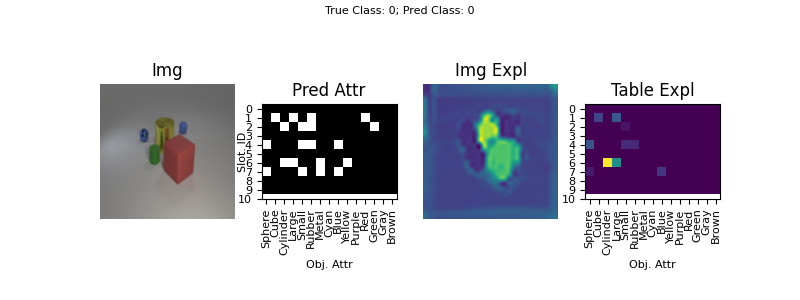 True Class: 0; Pred Class: 0
Img
Pred Attr
Img Expl
Table Expl
Slot. ID
0
1
2
3
4
5
6
7
8
9
10
0
1
2
3
4
5
6
7
8
9
10
Sphere
Cube
Cylinder
Large
Small
Rubber
Metal
Cyan
Blue
Yellow
Purple
Red
Green
Gray
Brown
Sphere
Cube
Cylinder
Large
Small
Rubber
Metal
Cyan
Blue
Yellow
Purple
Red
Green
Gray
Brown
Obj. Attr
Obj. Attr